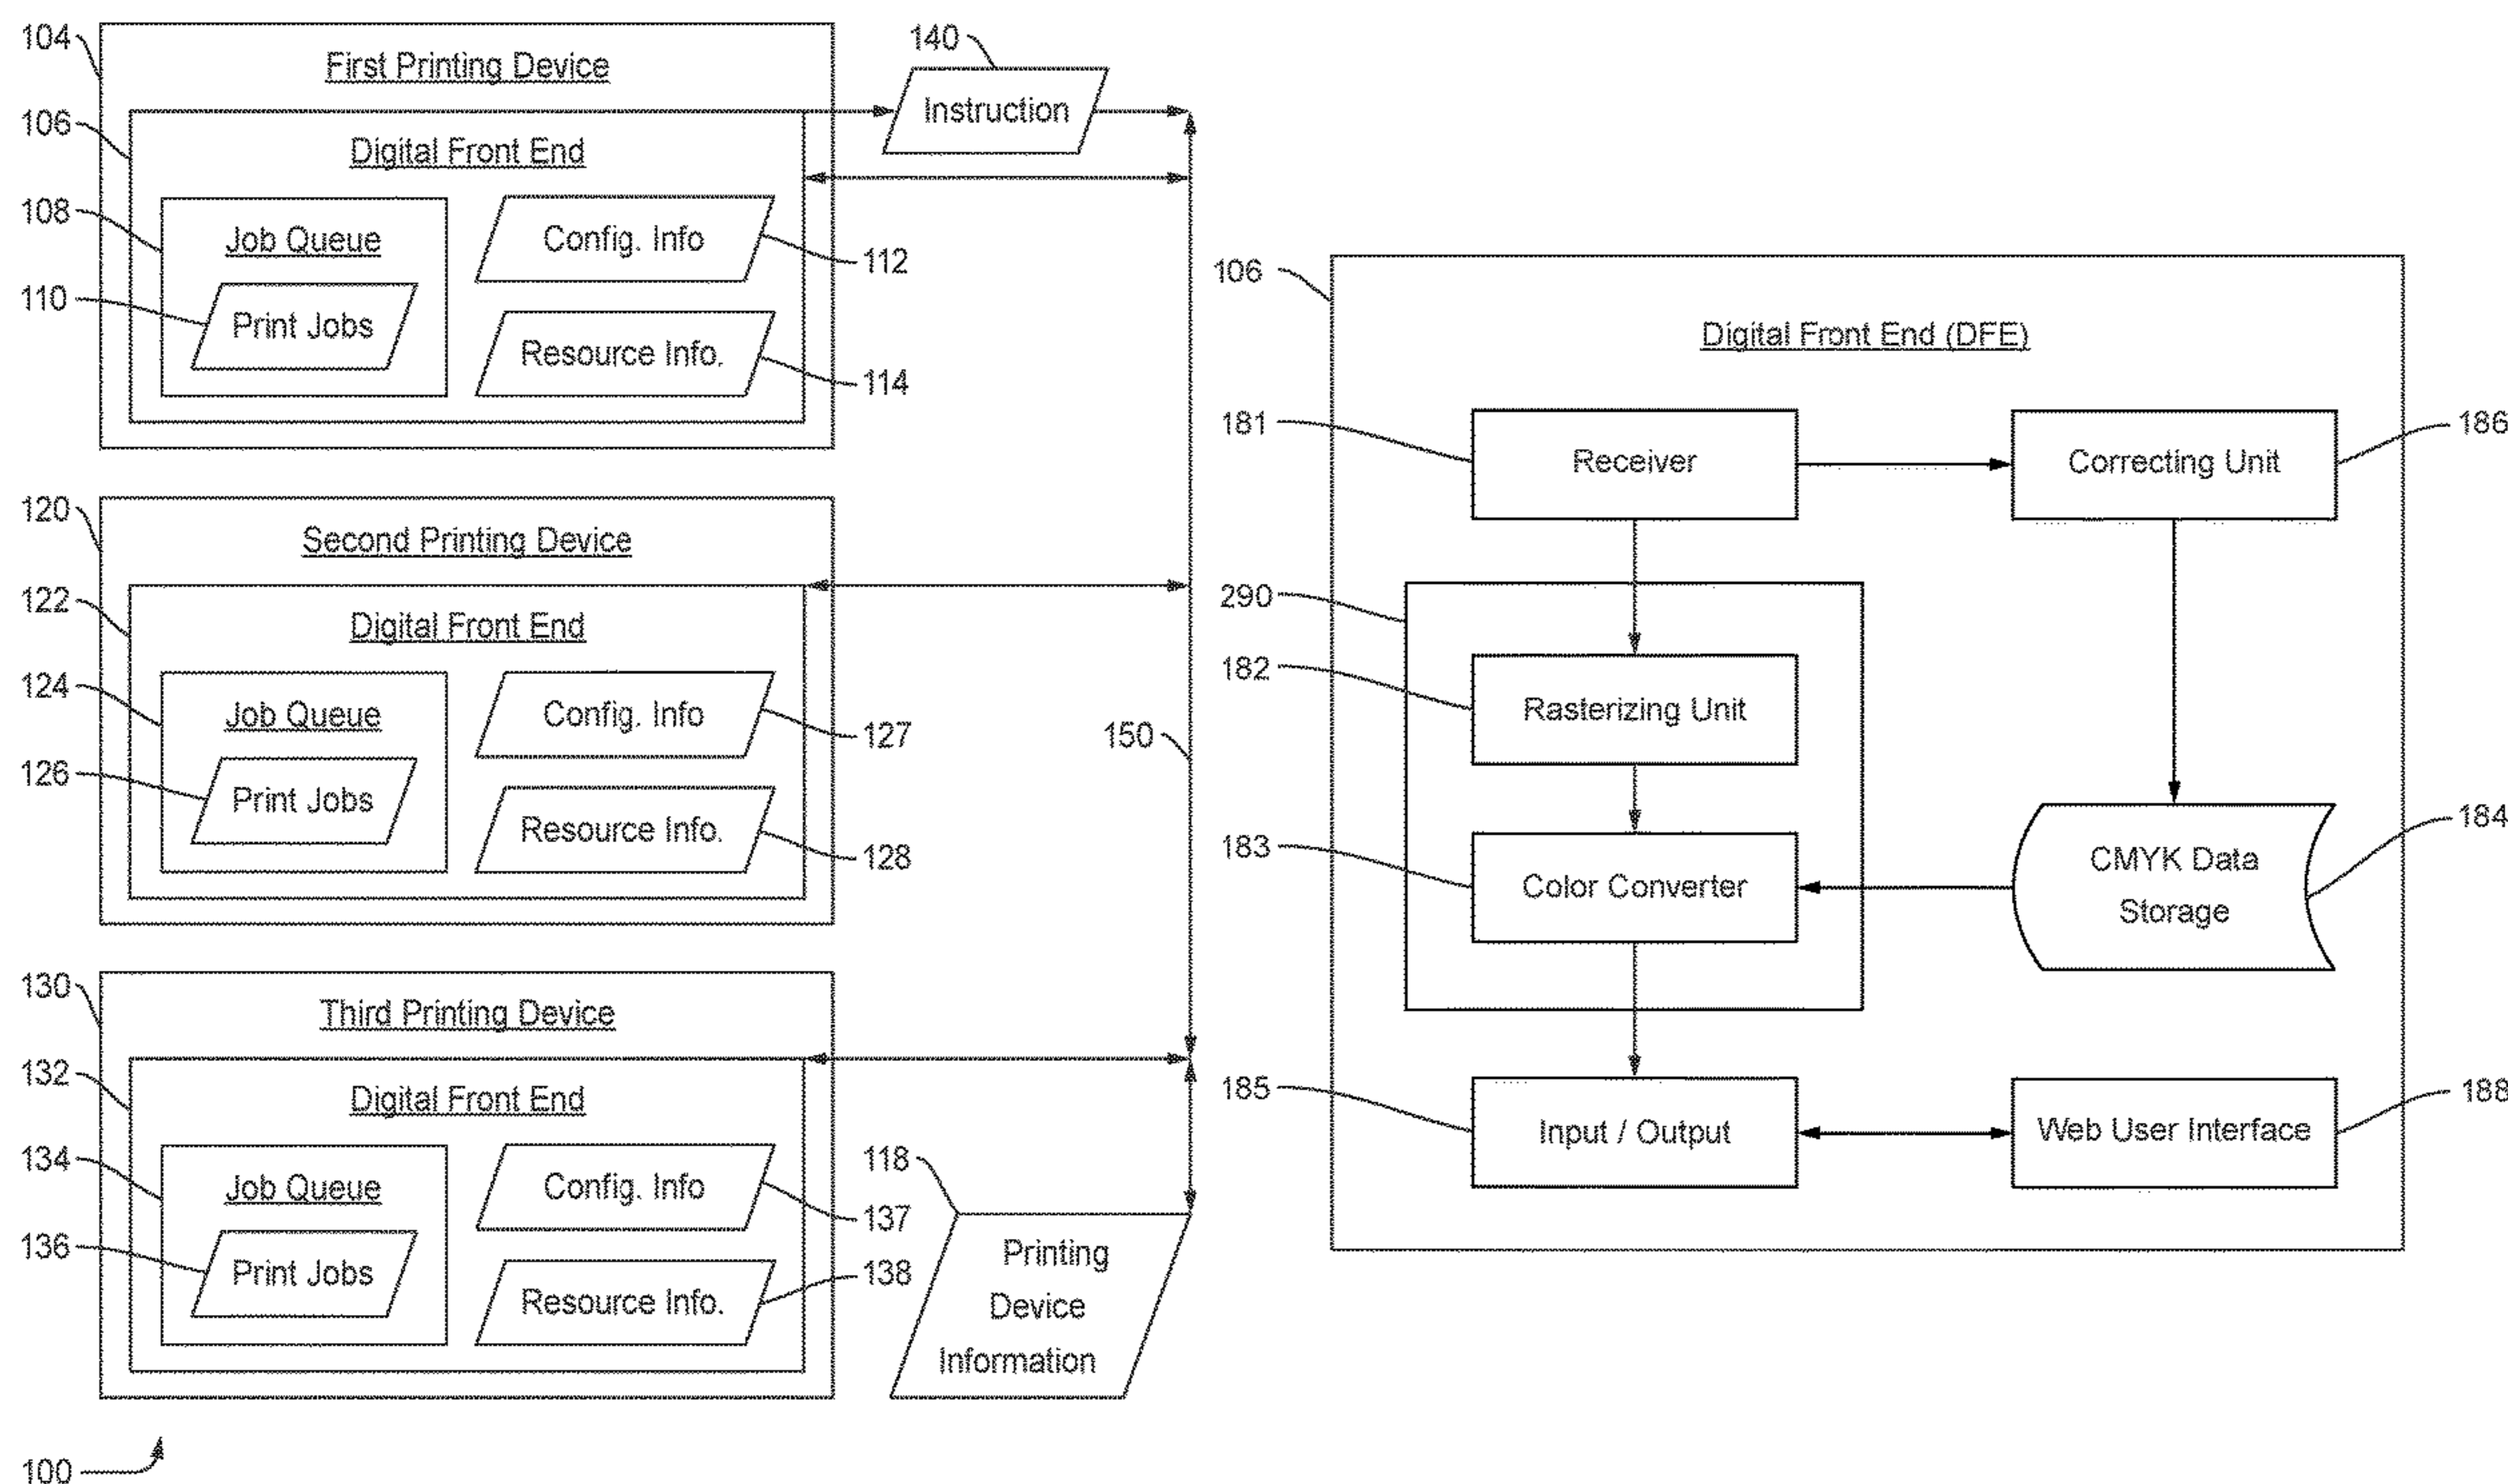 104
First Printing Device
140
Instruction
106
Digital Front End
108
Job Queue
Config. Info
112
110
Print Jobs
Resource Info.
114
120
Second Printing Device
122
Digital Front End
124
Job Queue
Config. Info
127
126
Print Jobs
Resource Info.
128
150
130
Third Printing Device
132
Digital Front End
134
Job Queue
Config. Info
137
136
Print Jobs
Resource Info.
138
118
Printing
Device
Information
100
106
Digital Front End (DFE)
181
Receiver
Correcting Unit
186
290
182
Rasterizing Unit
183
Color Converter
CMYK Data
Storage
184
185
Input / Output
Web User Interface
188